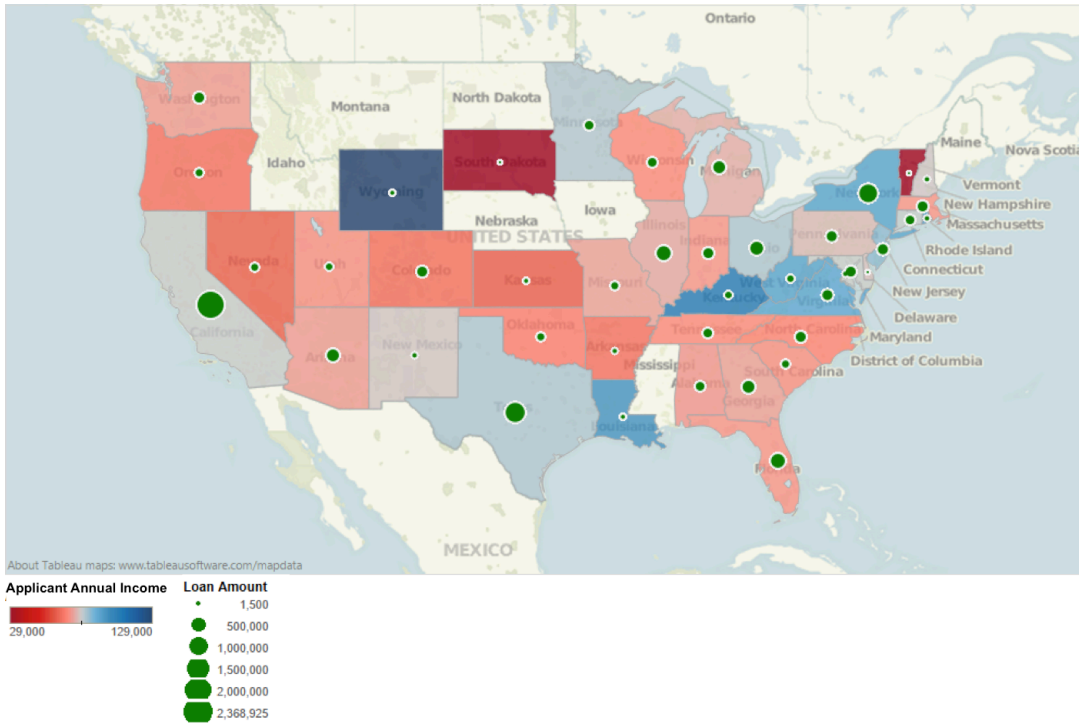 Ontario
Washington
Montana
North Dakota
Minnesota
Maine
Nova Scotia
Idaho
Oregon
South Dakota
Wisconsin
Michigan
Vermont
Wyoming
New York
New Hampshire
Iowa
Massachusetts
Nebraska
UNITED STATES
Illinois
Indiana
Ohio
Pennsylvania
Rhode Island
Connecticut
Nevada
Utah
Colorado
Kansas
Missouri
West Virginia
New Jersey
Kentucky
Virginia
Delaware
California
Oklahoma
Tennessee
North Carolina
Maryland
New Mexico
Arizona
Arkansas
Mississippi
South Carolina
District of Columbia
Alabama
Georgia
Texas
Louisiana
Florida
MEXICO
About Tableau maps: www.tableausoftware.com/mapdata
Applicant Annual Income
29,000
129,000
Loan Amount
1,500
500,000
1,000,000
1,500,000
2,000,000
2,368,925